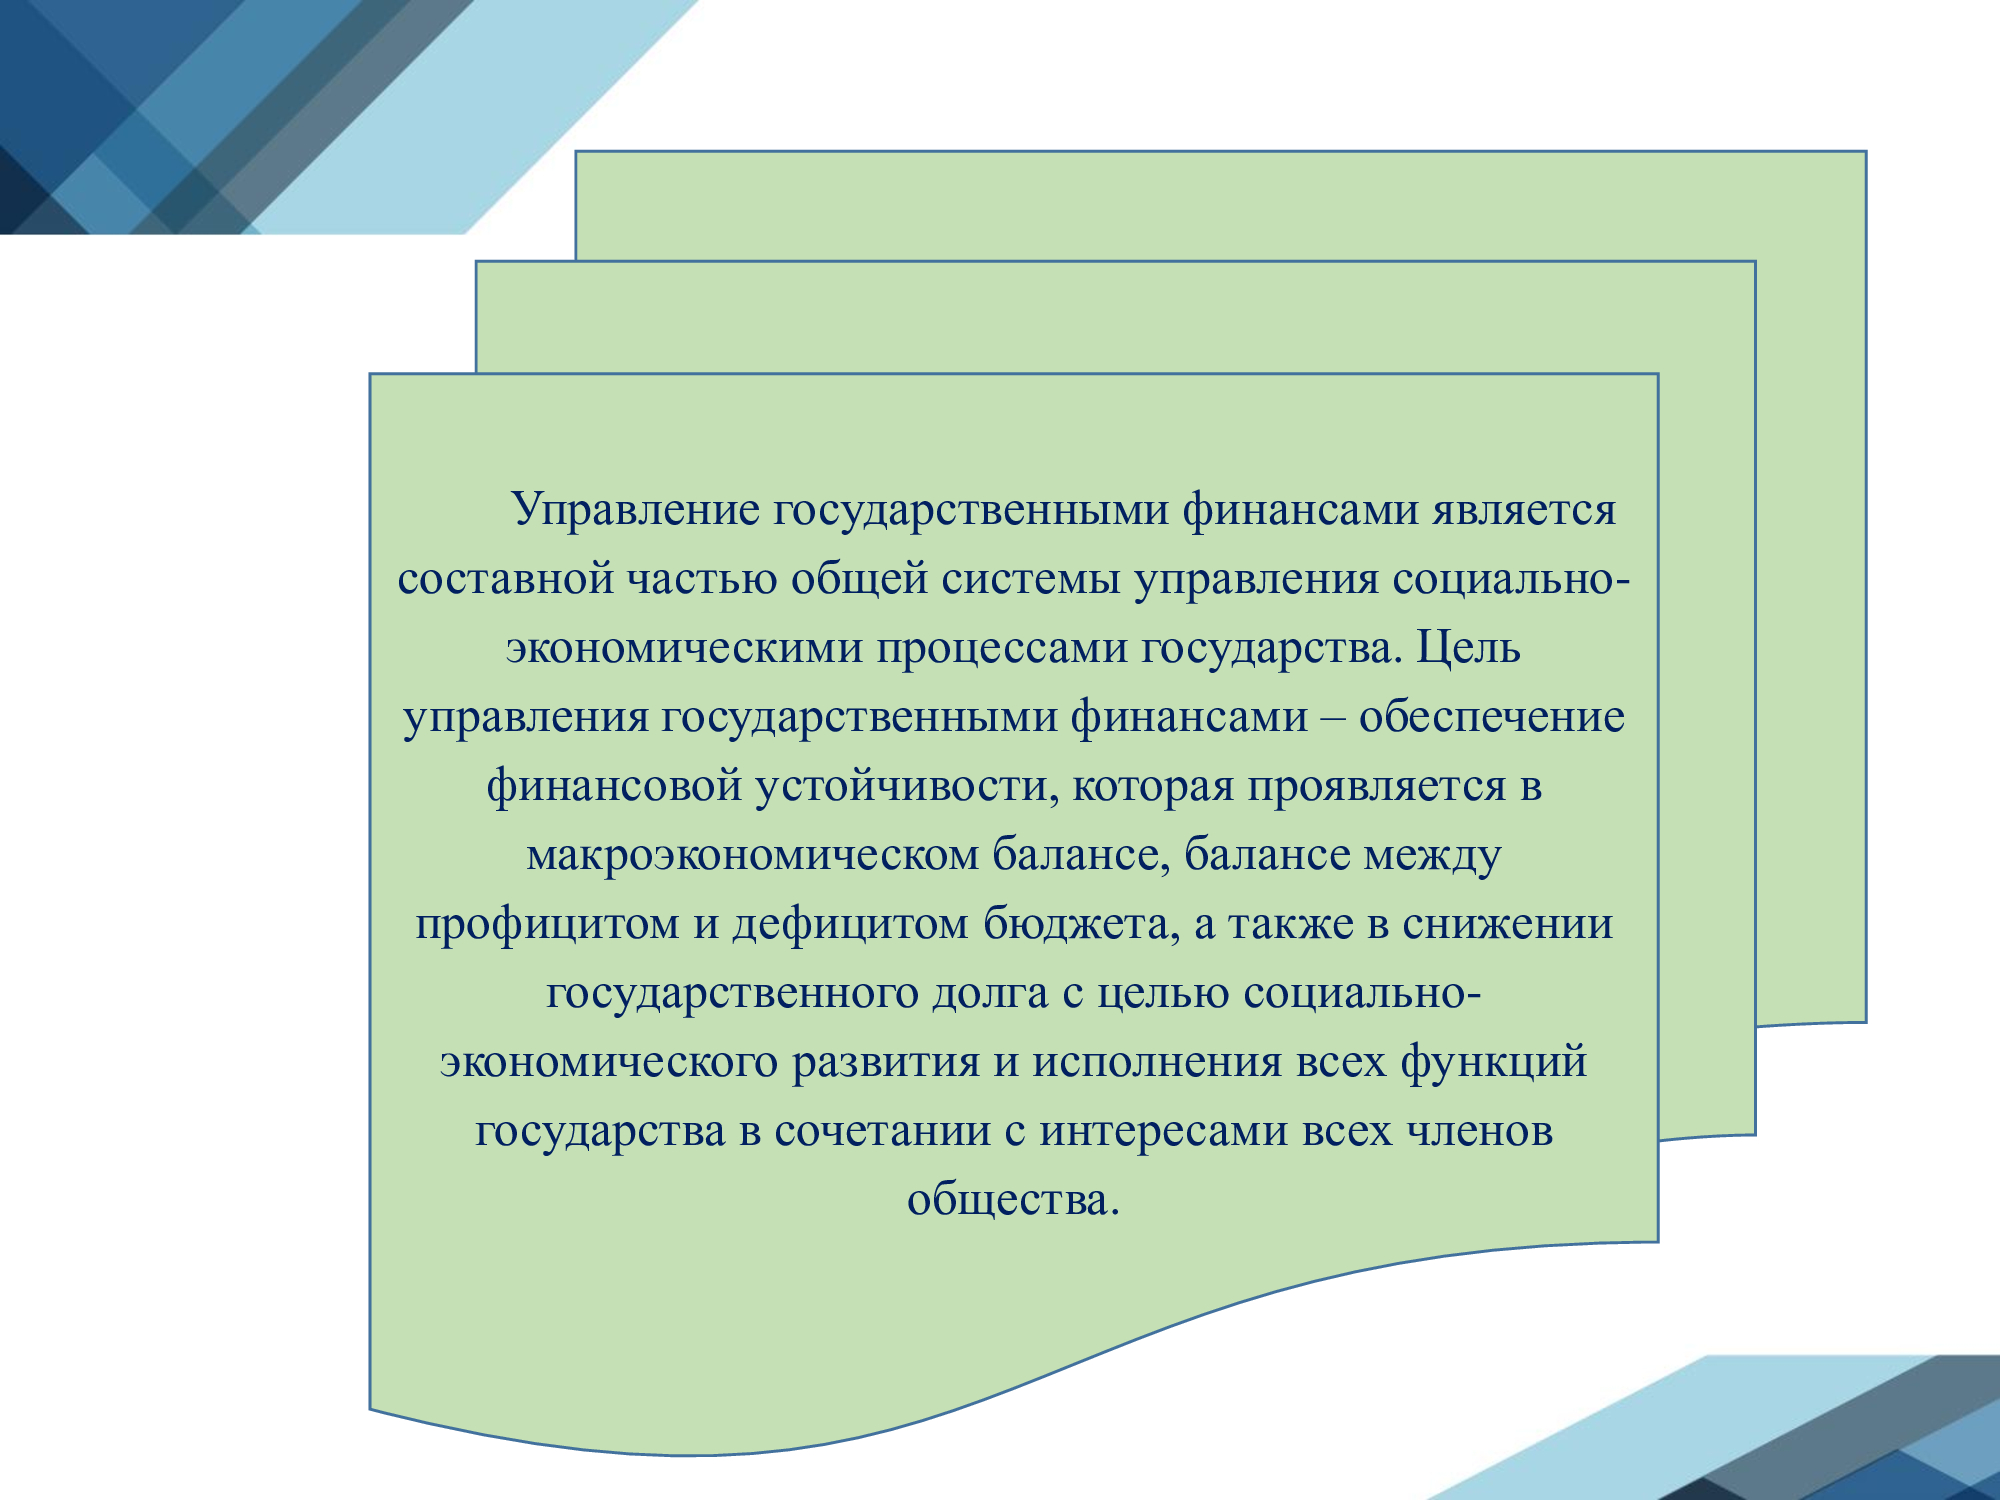 Управление государственными финансами является
составной частью общей системы управления социально-
экономическими процессами государства. Цель
управления государственными финансами – обеспечение
финансовой устойчивости, которая проявляется в
макроэкономическом балансе, балансе между
профицитом и дефицитом бюджета, а также в снижении
государственного долга с целью социально-
экономического развития и исполнения всех функций
государства в сочетании с интересами всех членов
общества.